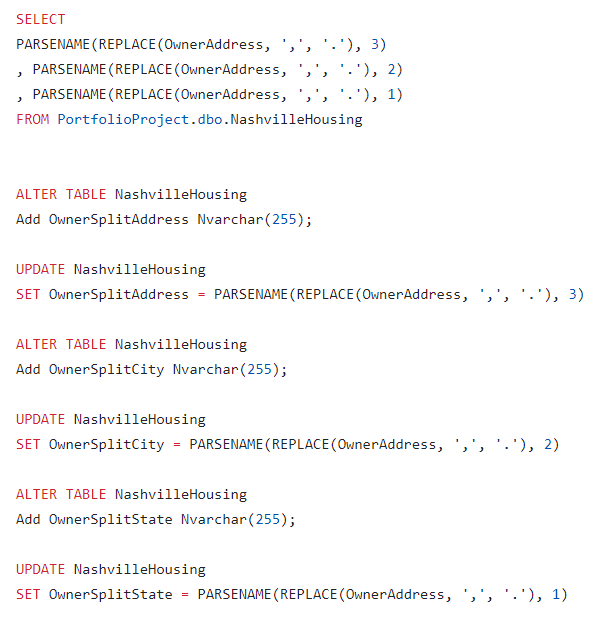 SELECT
PARSENAME(REPLACE(OwnerAddress, ',', '.'), 3)
, PARSENAME(REPLACE(OwnerAddress, ',', '.'), 2)
, PARSENAME(REPLACE(OwnerAddress, ',', '.'), 1)
FROM PortfolioProject.dbo.NashvilleHousing
ALTER TABLE NashvilleHousing
Add OwnerSplitAddress Nvarchar(255);
UPDATE NashvilleHousing
SET OwnerSplitAddress = PARSENAME(REPLACE(OwnerAddress, ',', '.'), 3)
ALTER TABLE NashvilleHousing
Add OwnerSplitCity Nvarchar(255);
UPDATE NashvilleHousing
SET OwnerSplitCity = PARSENAME(REPLACE(OwnerAddress, ',', '.'), 2)
ALTER TABLE NashvilleHousing
Add OwnerSplitState Nvarchar(255);
UPDATE NashvilleHousing
SET OwnerSplitState = PARSENAME(REPLACE(OwnerAddress, ',', '.'), 1)